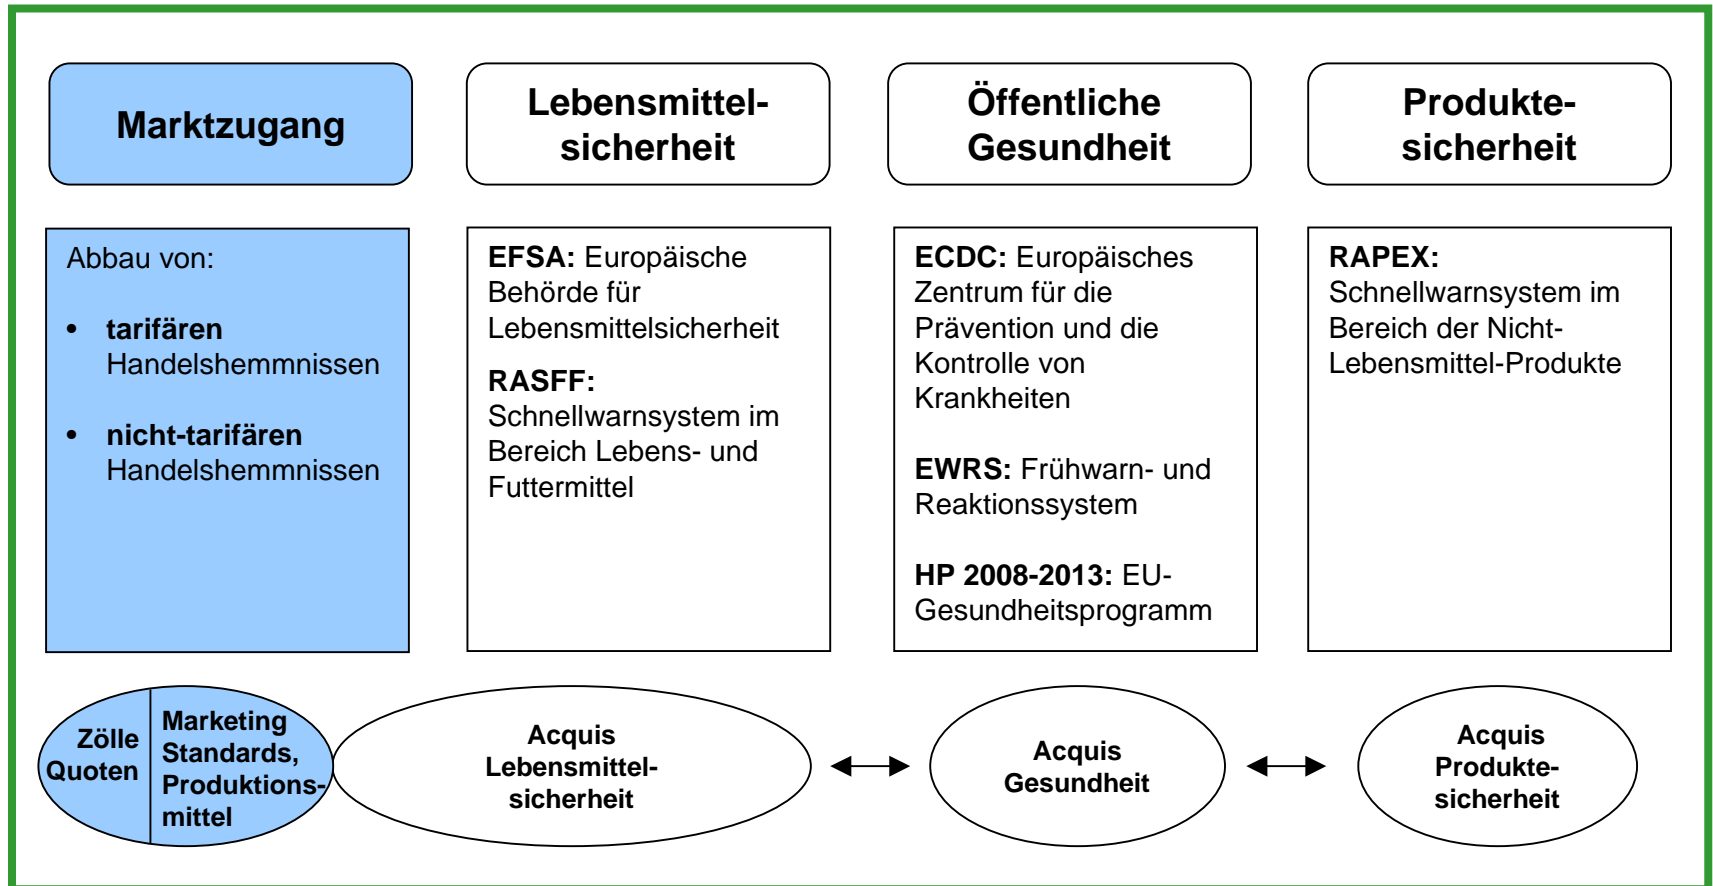 Marktzugang
Lebensmittel-
sicherheit
Öffentliche
Gesundheit
Produkte-
sicherheit
Abbau von:
• tarifären
Handelshemmnissen
• nicht-tarifären
Handelshemmnissen
EFSA: Europäische
Behörde für
Lebensmittelsicherheit
RASFF:
Schnellwarnsystem im
Bereich Lebens- und
Futtermittel
ECDC: Europäisches
Zentrum für die
Prävention und die
Kontrolle von
Krankheiten
EWRS: Frühwarn- und
Reaktionssystem
HP 2008-2013: EU-
Gesundheitsprogramm
RAPEX:
Schnellwarnsystem im
Bereich der Nicht-
Lebensmittel-Produkte
Zölle
Quoten
Marketing
Standards,
Produktions-
mittel
Acquis
Lebensmittel-
sicherheit
Acquis
Gesundheit
Acquis
Produkte-
sicherheit